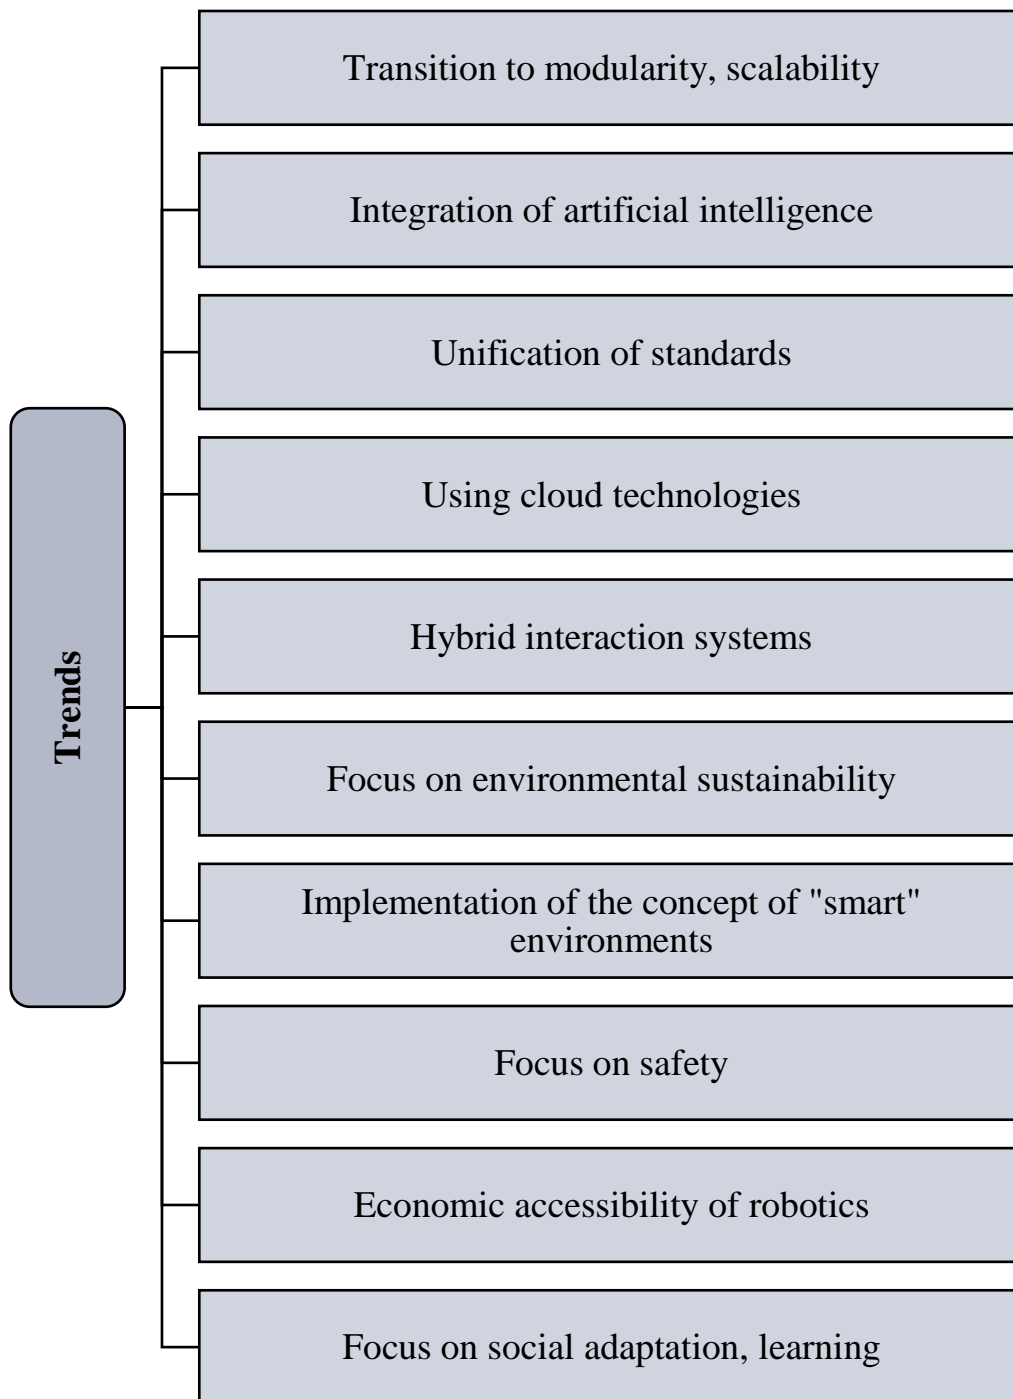 Trends
Transition to modularity, scalability
Integration of artificial intelligence
Unification of standards
Using cloud technologies
Hybrid interaction systems
Focus on environmental sustainability
Implementation of the concept of "smart"
environments
Focus on safety
Economic accessibility of robotics
Focus on social adaptation, learning